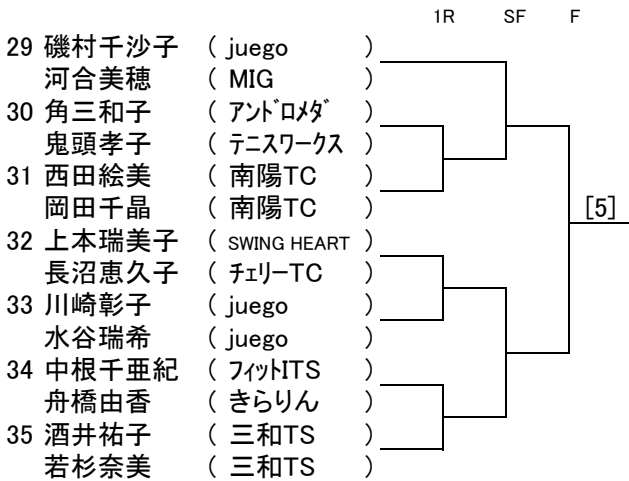 1R SF F
29 磯村千沙子 ( juego )
河合美穂 ( MIG )
30 角三和子 ( アンドロメダ )
鬼頭孝子 ( テニスワークス )
31 西田絵美 ( 南陽TC )
岡田千晶 ( 南陽TC )
[5]
32 上本瑞美子 ( SWING HEART )
長沼恵久子 ( チェリーTC )
33 川崎彰子 ( juego )
水谷瑞希 ( juego )
34 中根千亜紀 ( フィットITS )
舟橋由香 ( きらりん )
35 酒井祐子 ( 三和TS )
若杉奈美 ( 三和TS )